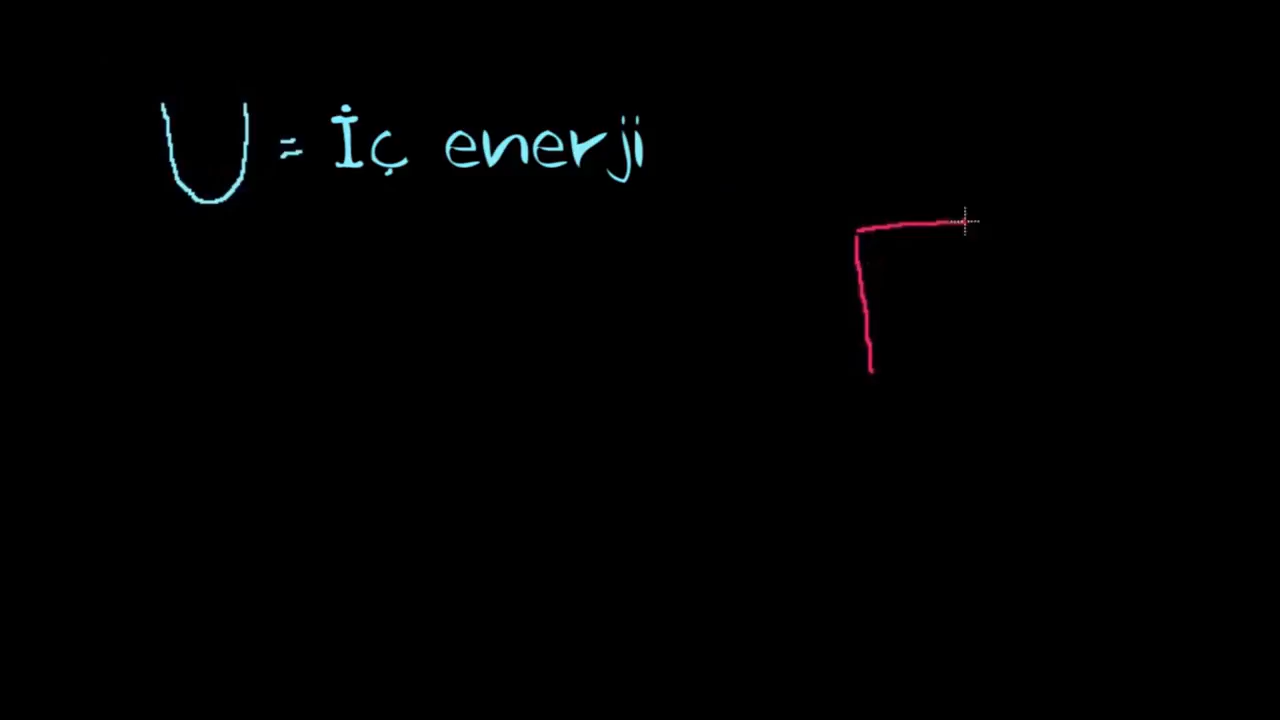 U = İç enerji